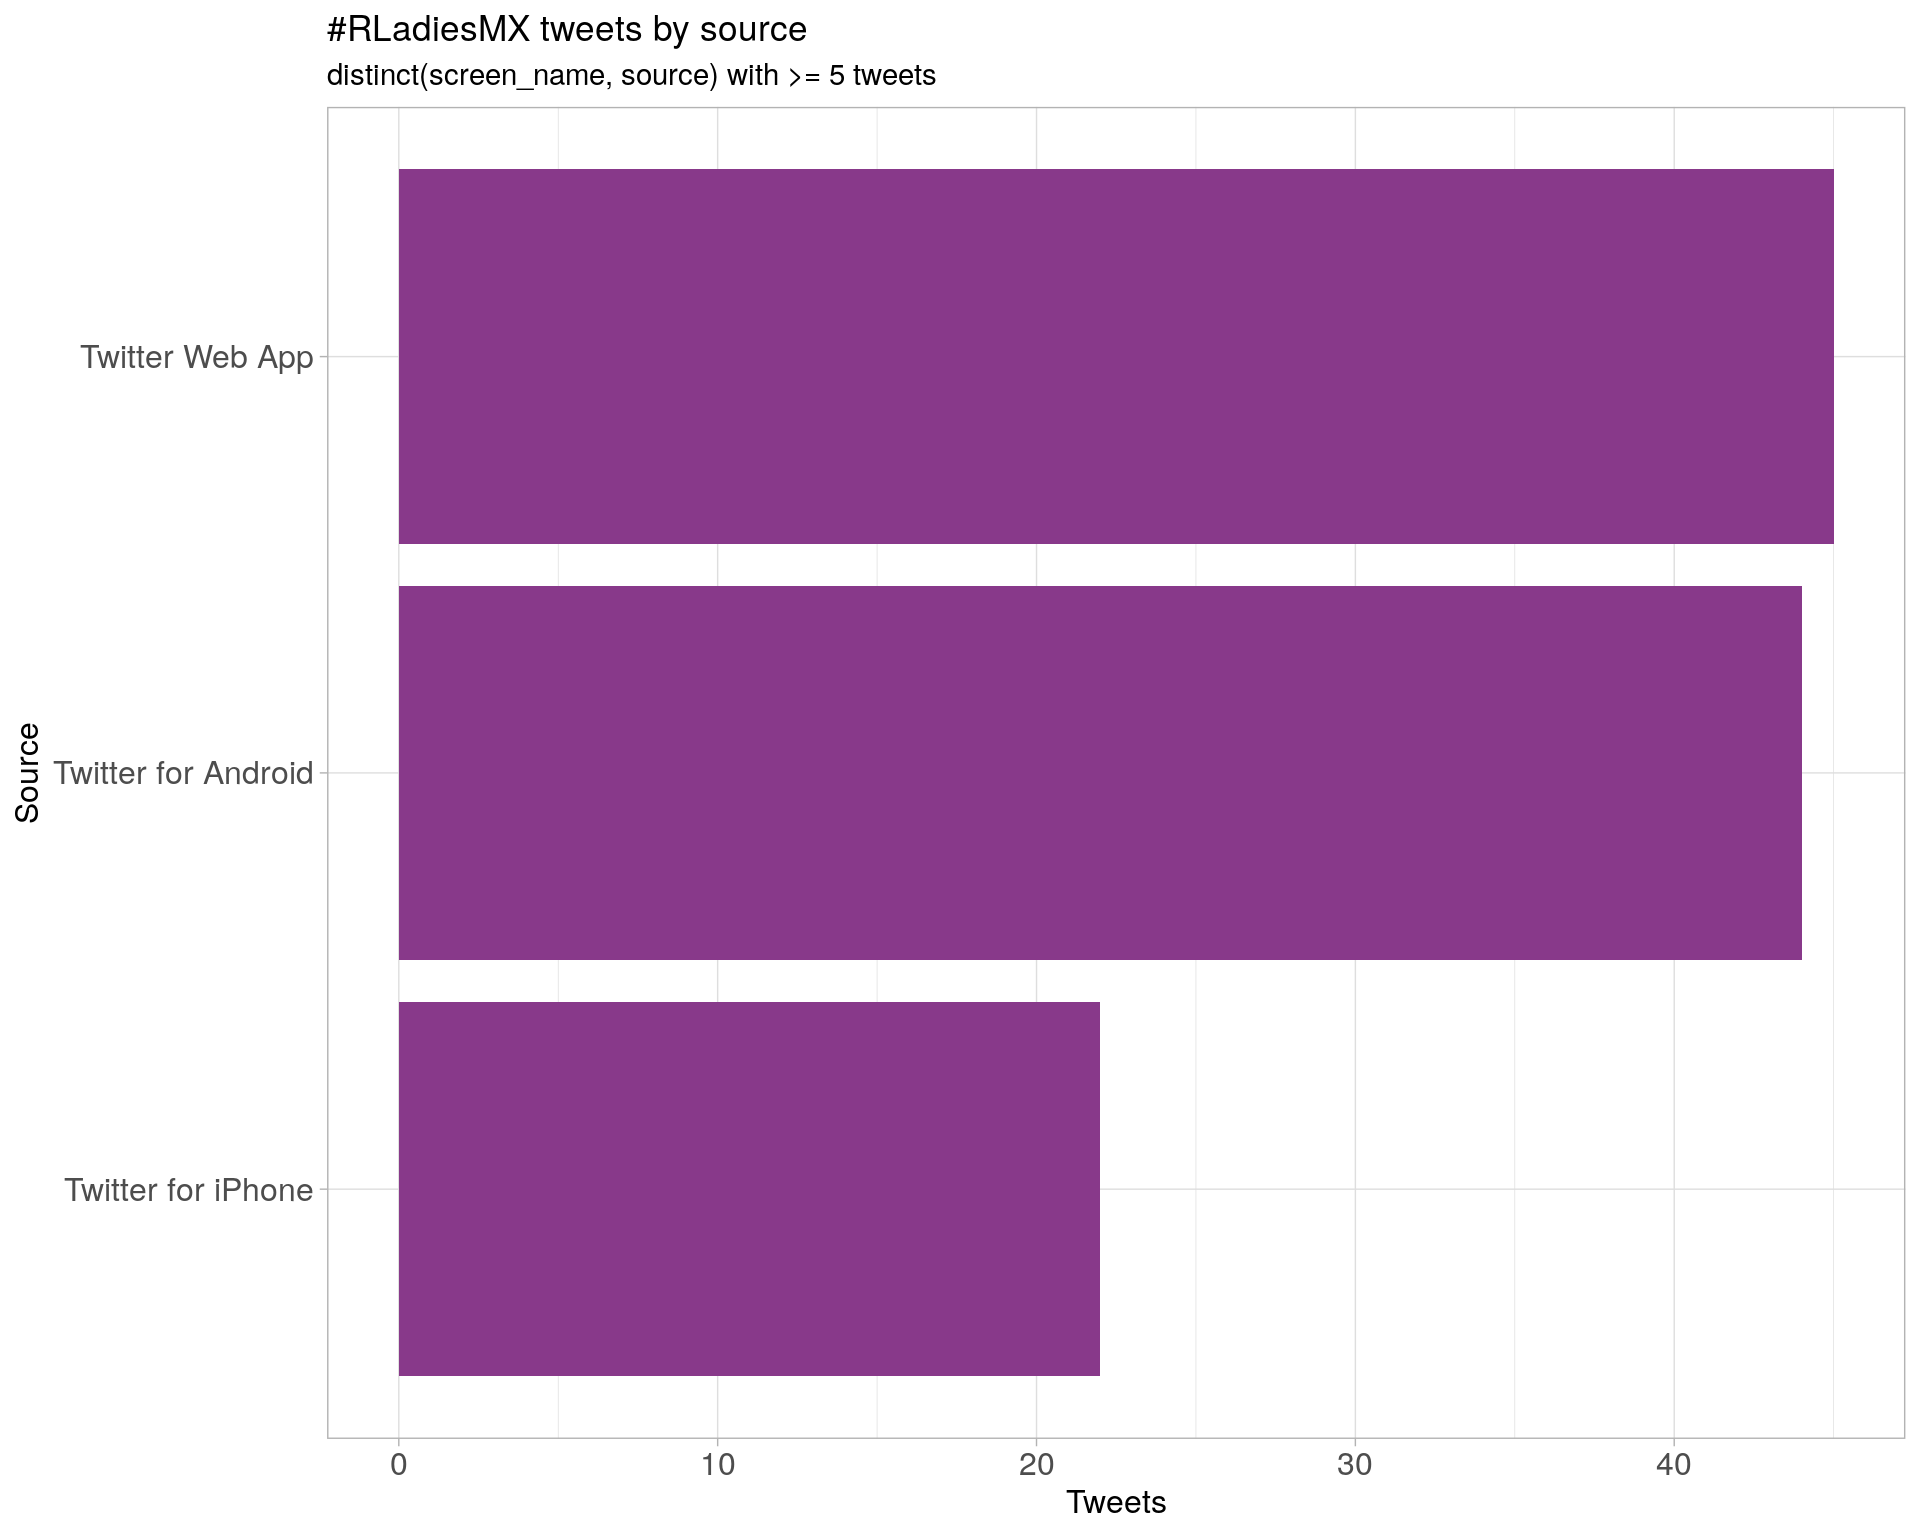 #RLadiesMX tweets by source
distinct(screen_name, source) with >= 5 tweets
Source
Twitter Web App
Twitter for Android
Twitter for iPhone
0 10 20 30 40
Tweets